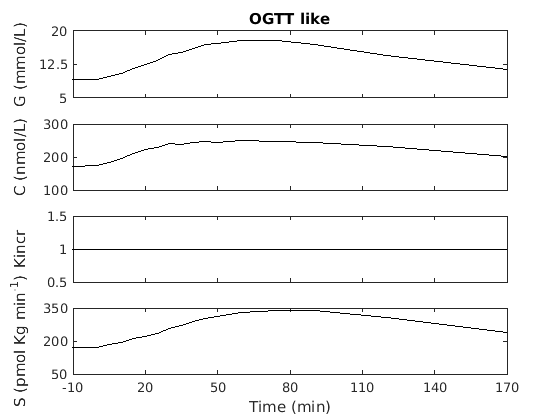 OGTT like
G (mmol/L)
20
12.5
5
C (nmol/L)
300
200
100
Kincr
1.5
1
0.5
S (pmol Kg min⁻¹)
350
200
50
-10 20 50 80 110 140 170
Time (min)